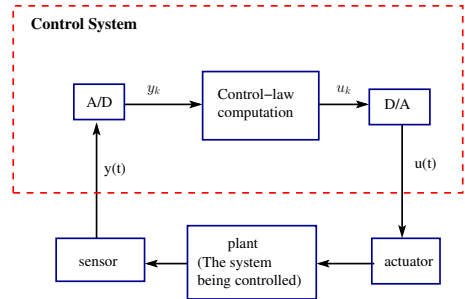 Control System
A/D
y_k
Control–law
computation
u_k
D/A
y(t)
u(t)
sensor
plant
(The system
being controlled)
actuator